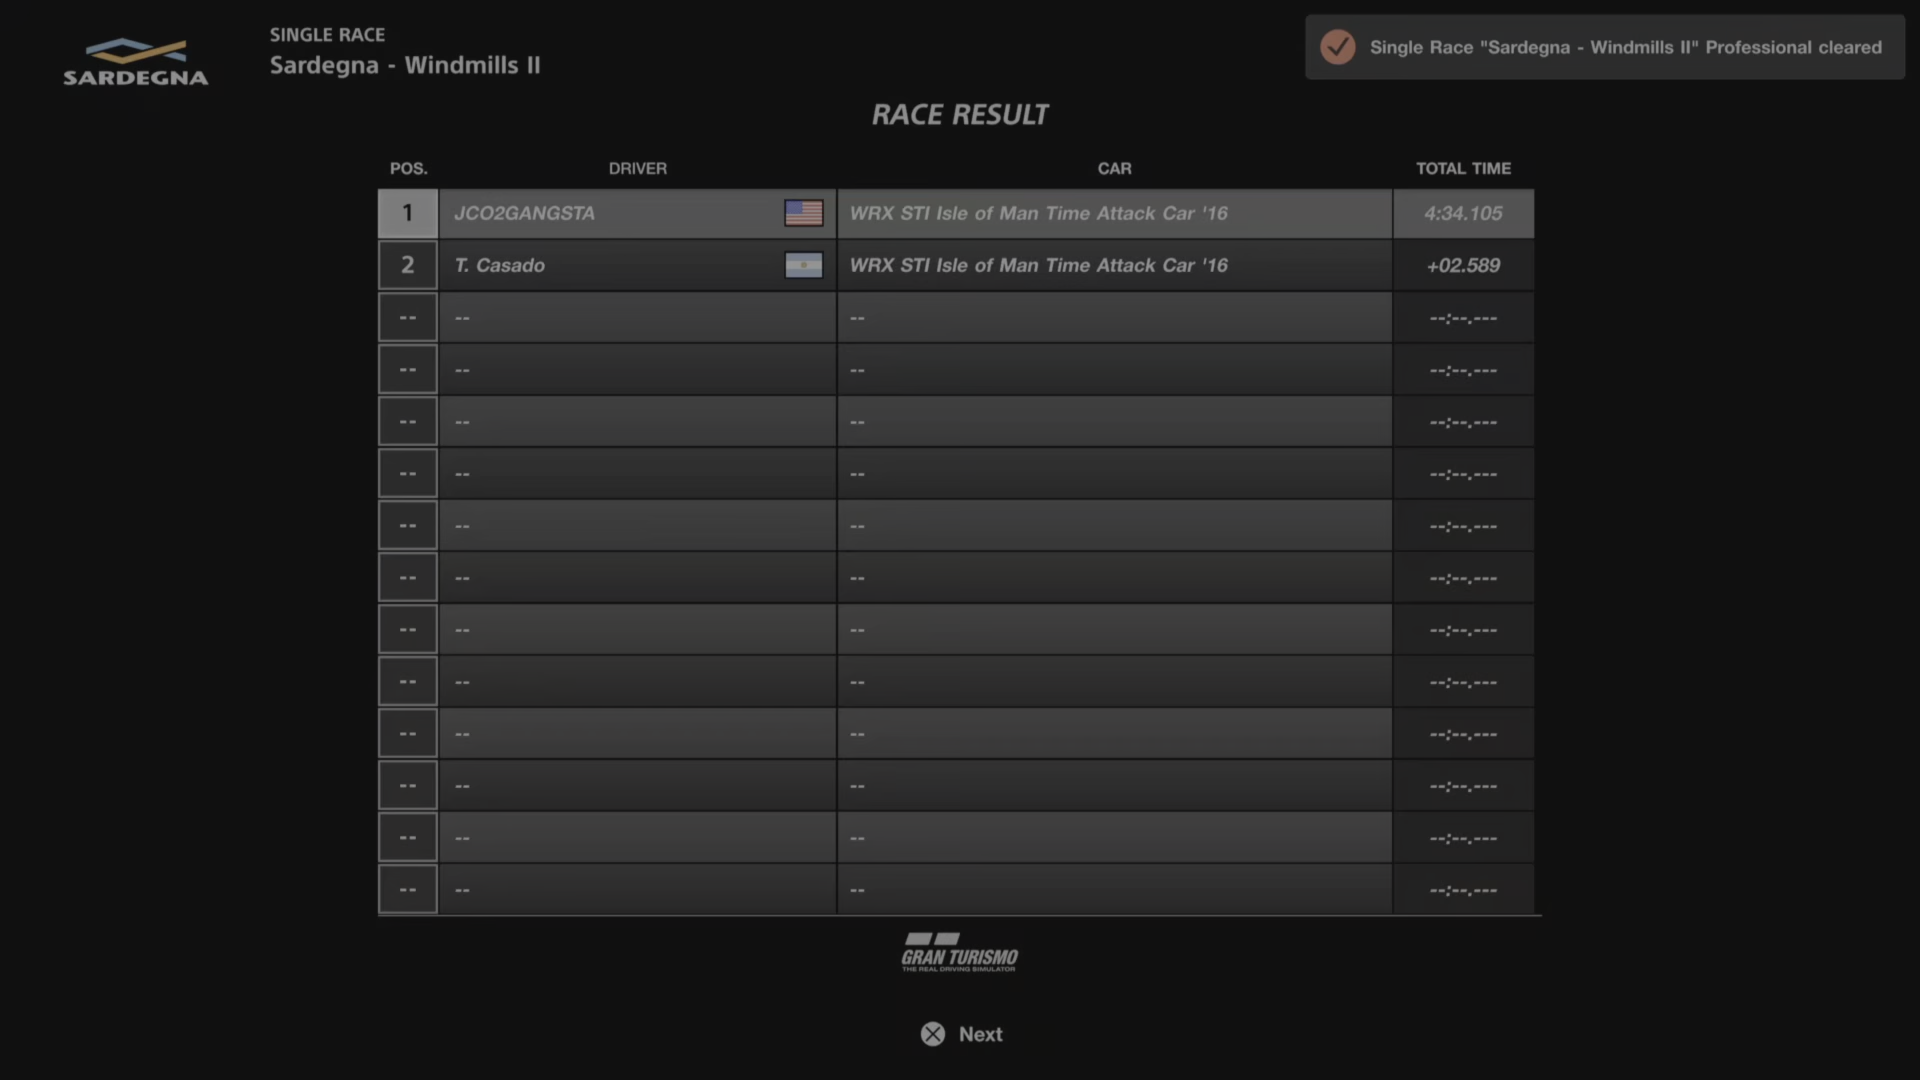 SARDEGNA
SINGLE RACE
Sardegna - Windmills II
Single Race "Sardegna - Windmills II" Professional cleared
RACE RESULT
POS. DRIVER CAR TOTAL TIME
1 JCO2GANGSTA WRX STI Isle of Man Time Attack Car '16 4:34.105
2 T. Casado WRX STI Isle of Man Time Attack Car '16 +02.589
-- -- -- --:--.---
-- -- -- --:--.---
-- -- -- --:--.---
-- -- -- --:--.---
-- -- -- --:--.---
-- -- -- --:--.---
-- -- -- --:--.---
-- -- -- --:--.---
-- -- -- --:--.---
-- -- -- --:--.---
-- -- -- --:--.---
-- -- -- --:--.---
GRAN TURISMO
THE REAL DRIVING SIMULATOR
Next